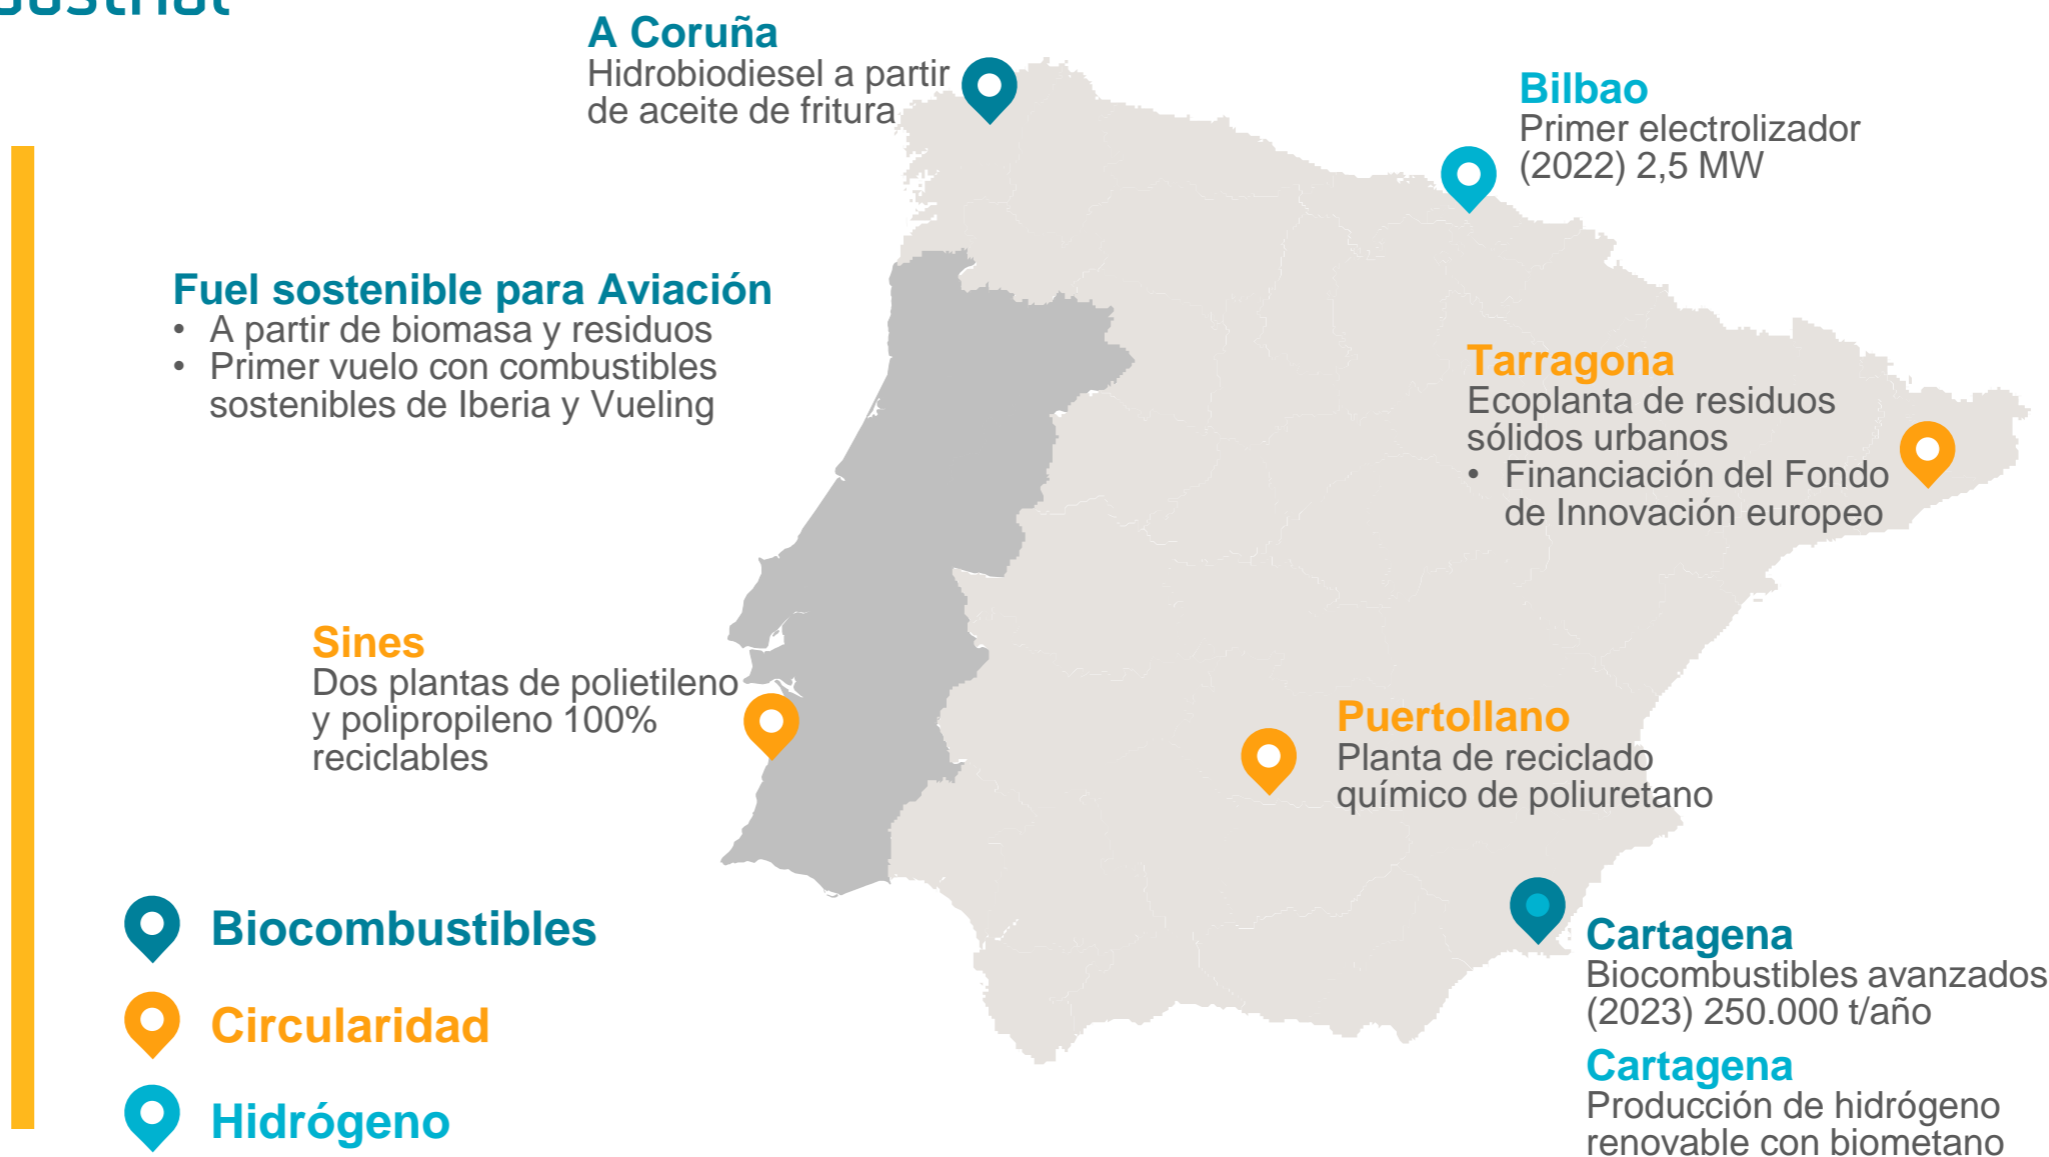 A Coruña
Hidrobiodiesel a partir
de aceite de fritura
Bilbao
Primer electrolizador
(2022) 2,5 MW
Fuel sostenible para Aviación
• A partir de biomasa y residuos
• Primer vuelo con combustibles
sostenibles de Iberia y Vueling
Tarragona
Ecoplanta de residuos
sólidos urbanos
• Financiación del Fondo
de Innovación europeo
Sines
Dos plantas de polietileno
y polipropileno 100%
reciclables
Puertollano
Planta de reciclado
químico de poliuretano
Cartagena
Biocombustibles avanzados
(2023) 250.000 t/año
Cartagena
Producción de hidrógeno
renovable con biometano
Biocombustibles
Circularidad
Hidrógeno